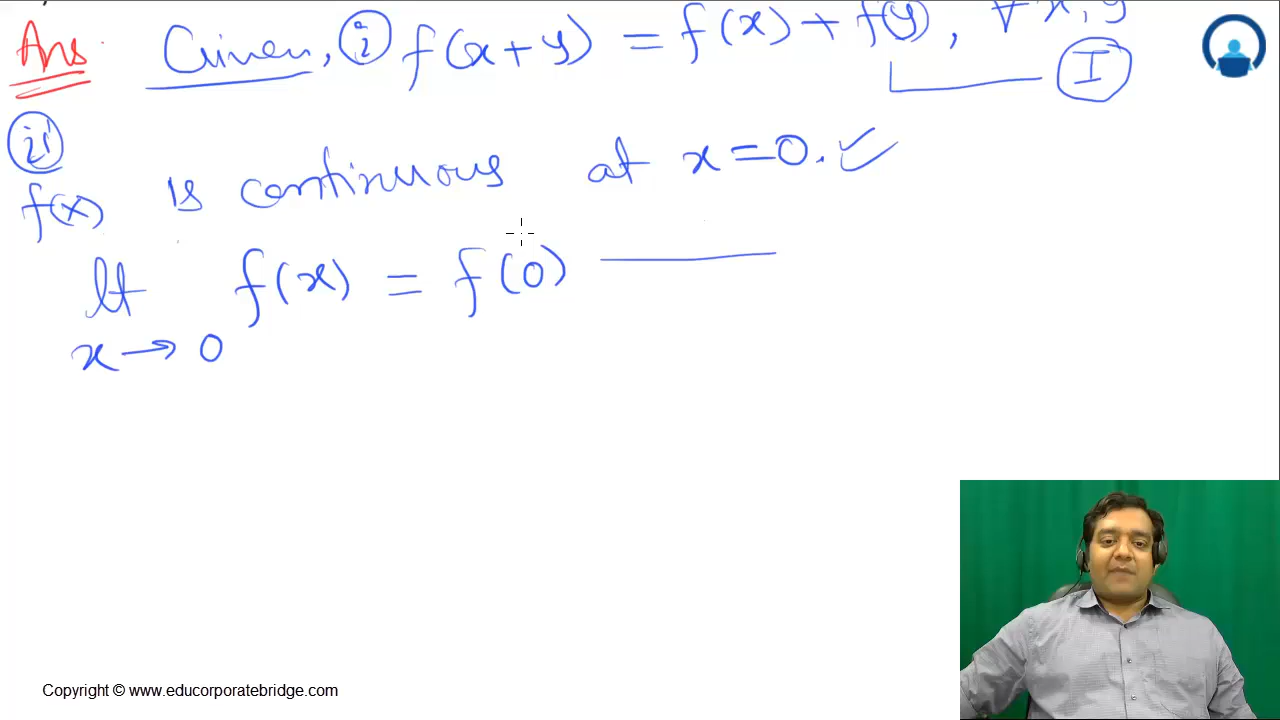 Ans. Given, (i) f(x+y) = f(x) + f(y), ∀ x, y
(I)
(ii)
f(x) is continuous at x=0. ✓
lt f(x) = f(0)
x → 0
Copyright © www.educorporatebridge.com